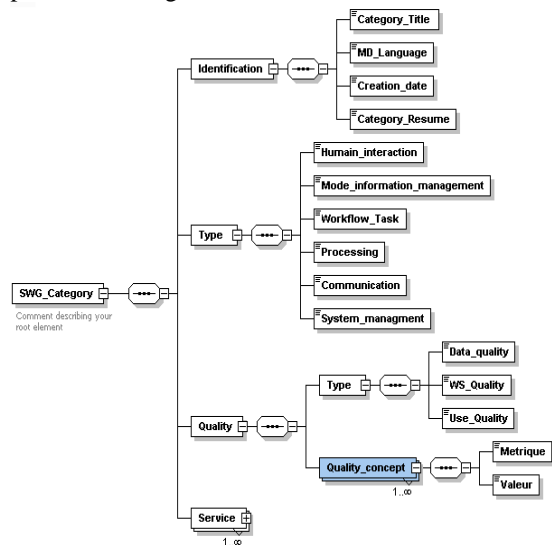 Category_Title
MD_Language
Identification
Creation_date
Category_Resume
Humain_interaction
Mode_information_management
Workflow_Task
Type
Processing
Communication
SWG_Category
System_managment
Comment describing your
root element
Data_quality
Type
WS_Quality
Use_Quality
Quality
Metrique
Quality_concept
Valeur
1..∞
Service
1 ∞